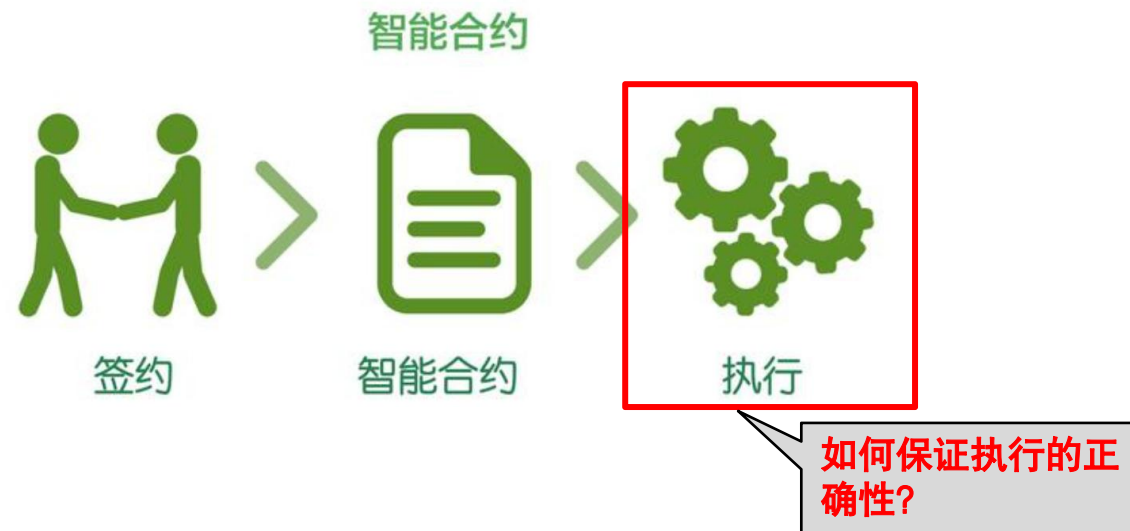 智能合约
签约
智能合约
执行
如何保证执行的正
确性?